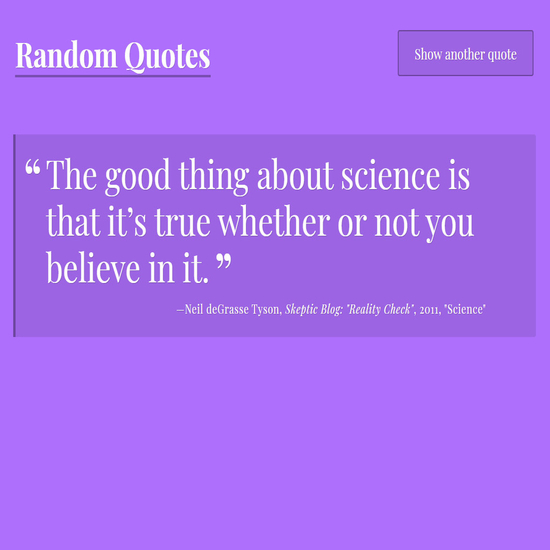 Random Quotes
Show another quote
“The good thing about science is
that it’s true whether or not you
believe in it.”
—Neil deGrasse Tyson, Skeptic Blog: "Reality Check", 2011, "Science"